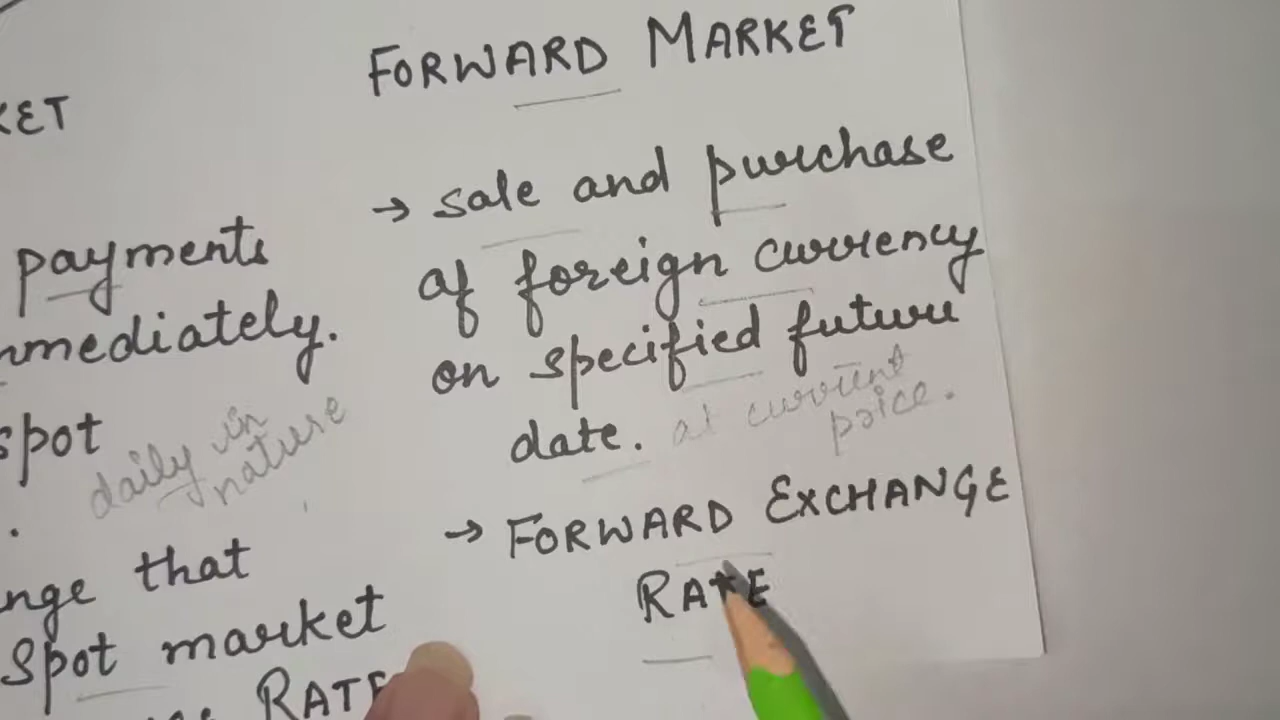 KET
payments
mmediately.
spot
daily in
nature
.
nge that
Spot market
RATE
FORWARD MARKET
→ sale and purchase
of foreign currency
on specified future
date. at current
price.
→ FORWARD EXCHANGE
RATE